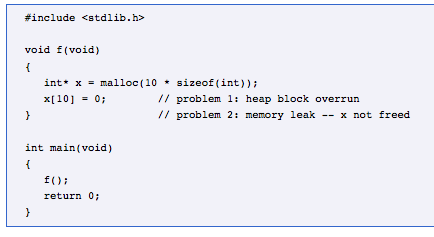 #include <stdlib.h>
void f(void)
{
int* x = malloc(10 * sizeof(int));
x[10] = 0;        // problem 1: heap block overrun
}                 // problem 2: memory leak -- x not freed
int main(void)
{
f();
return 0;
}